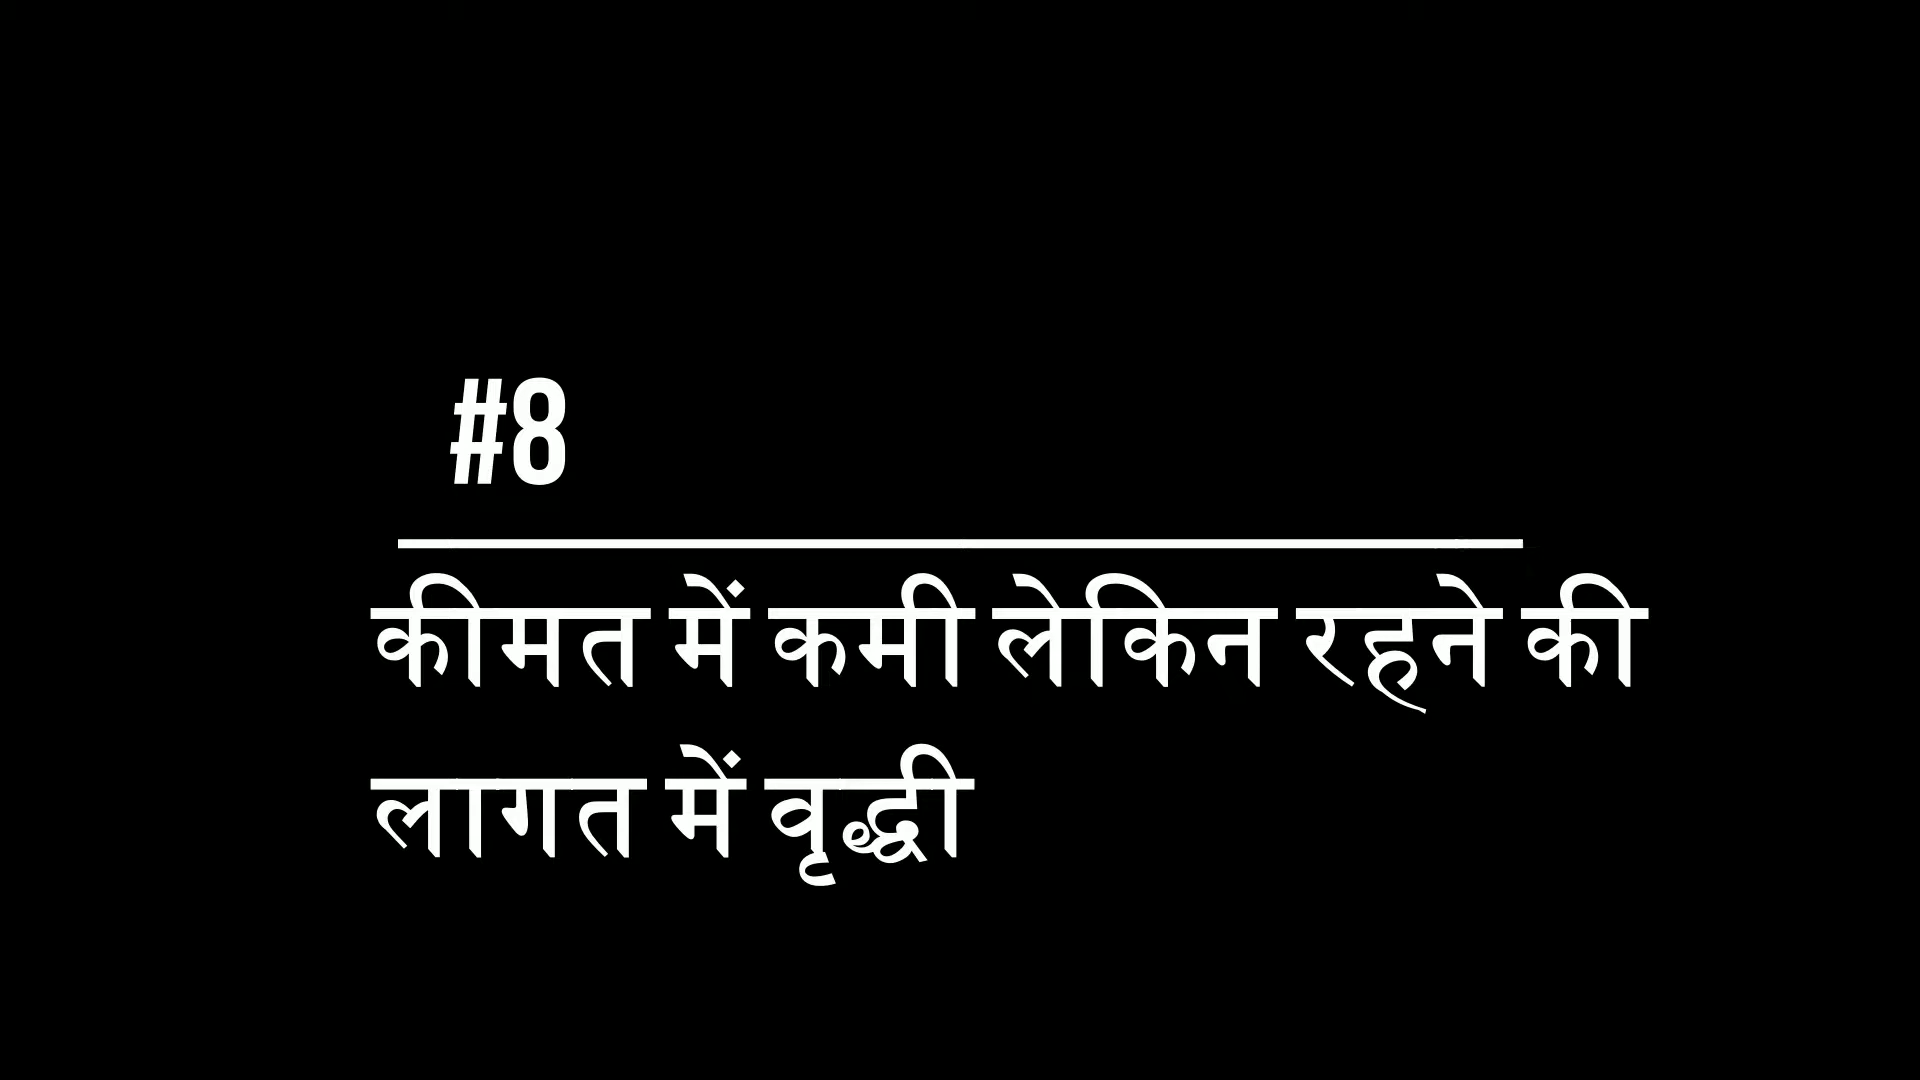 #8
कीमत में कमी लेकिन रहने की
लागत में वृद्धी